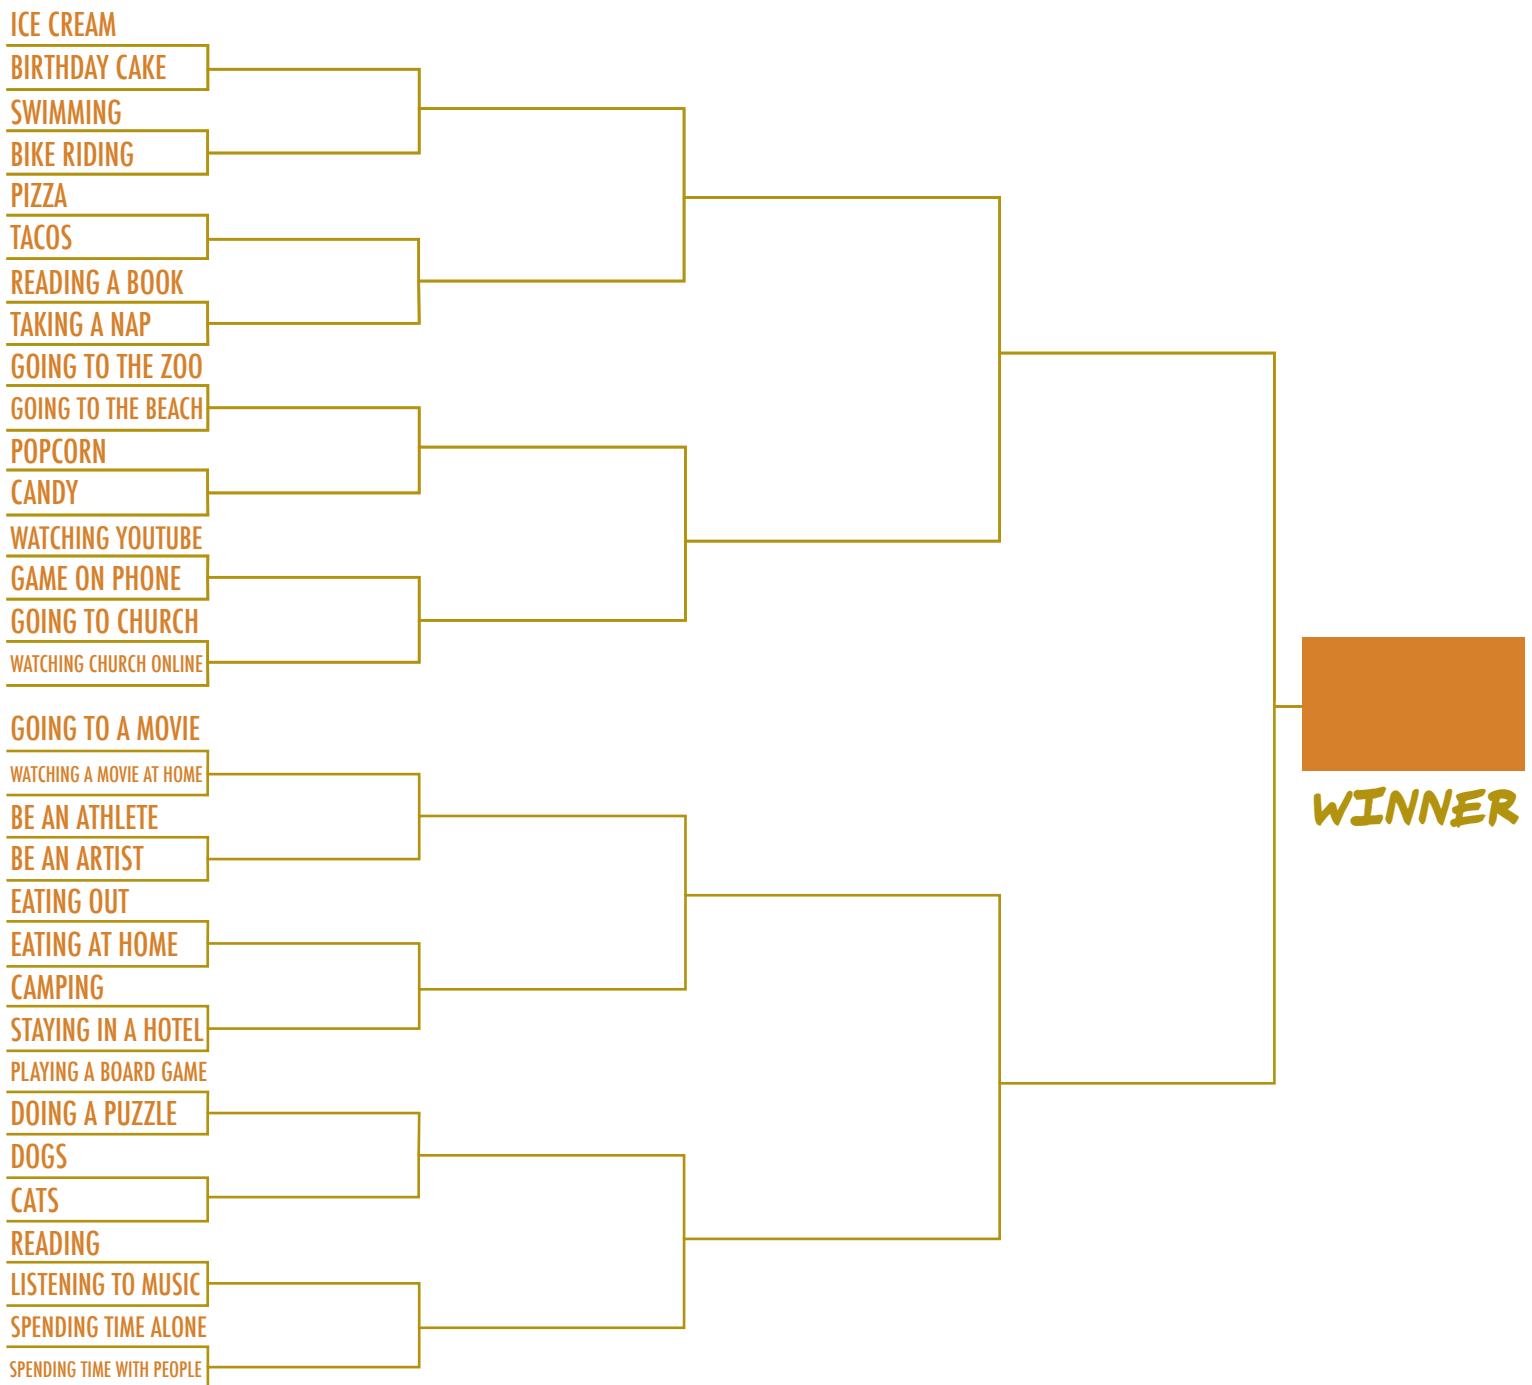 ICE CREAM
BIRTHDAY CAKE
SWIMMING
BIKE RIDING
PIZZA
TACOS
READING A BOOK
TAKING A NAP
GOING TO THE ZOO
GOING TO THE BEACH
POPCORN
CANDY
WATCHING YOUTUBE
GAME ON PHONE
GOING TO CHURCH
WATCHING CHURCH ONLINE
GOING TO A MOVIE
WATCHING A MOVIE AT HOME
BE AN ATHLETE
BE AN ARTIST
EATING OUT
EATING AT HOME
CAMPING
STAYING IN A HOTEL
PLAYING A BOARD GAME
DOING A PUZZLE
DOGS
CATS
READING
LISTENING TO MUSIC
SPENDING TIME ALONE
SPENDING TIME WITH PEOPLE
WINNER